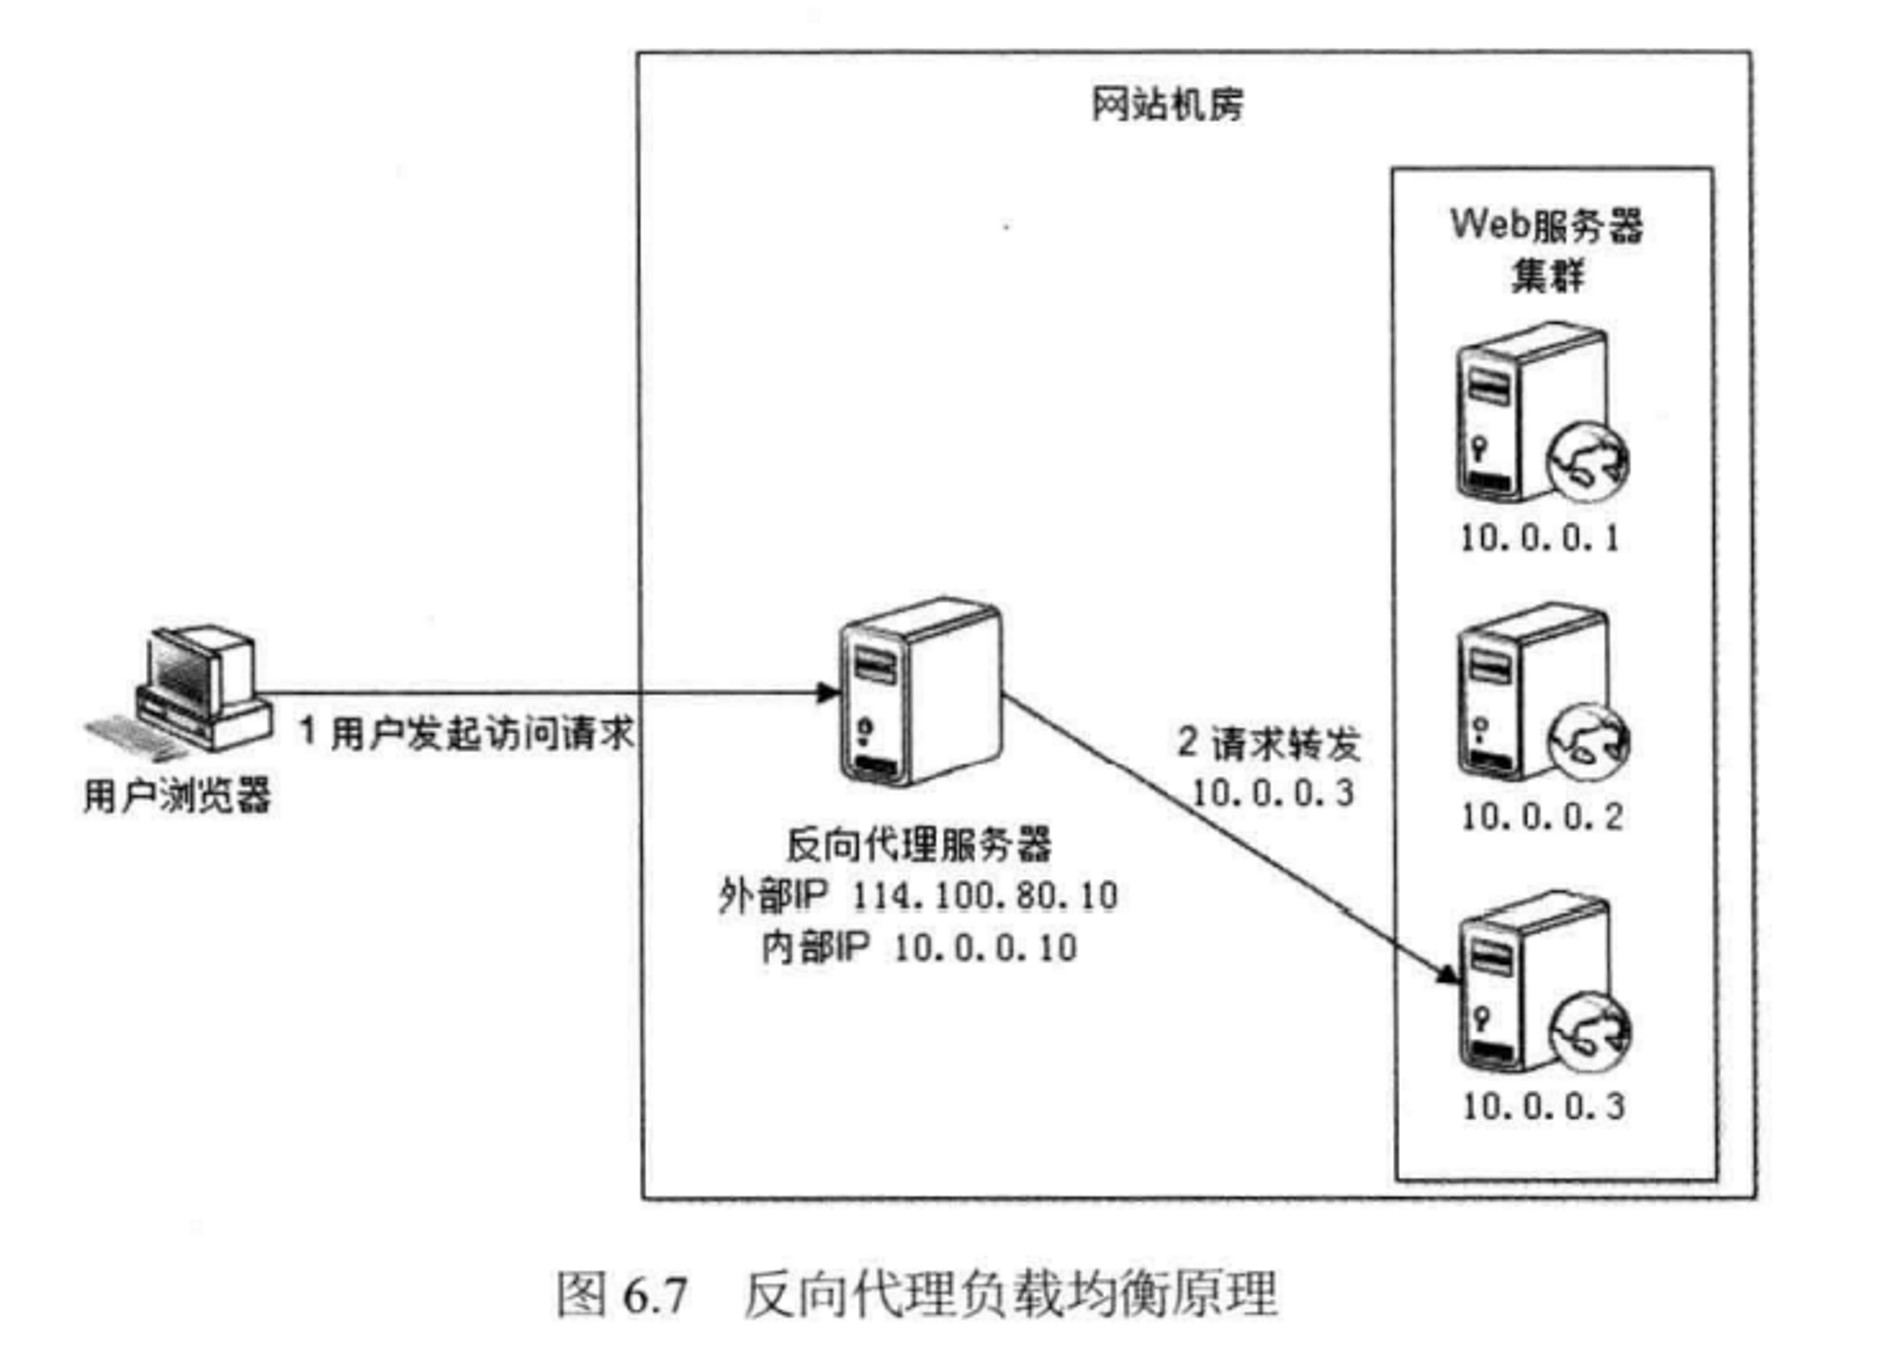 网站机房
Web服务器
集群
10.0.0.1
1 用户发起访问请求
用户浏览器
2 请求转发
10.0.0.3
10.0.0.2
反向代理服务器
外部IP 114.100.80.10
内部IP 10.0.0.10
10.0.0.3
图 6.7 反向代理负载均衡原理